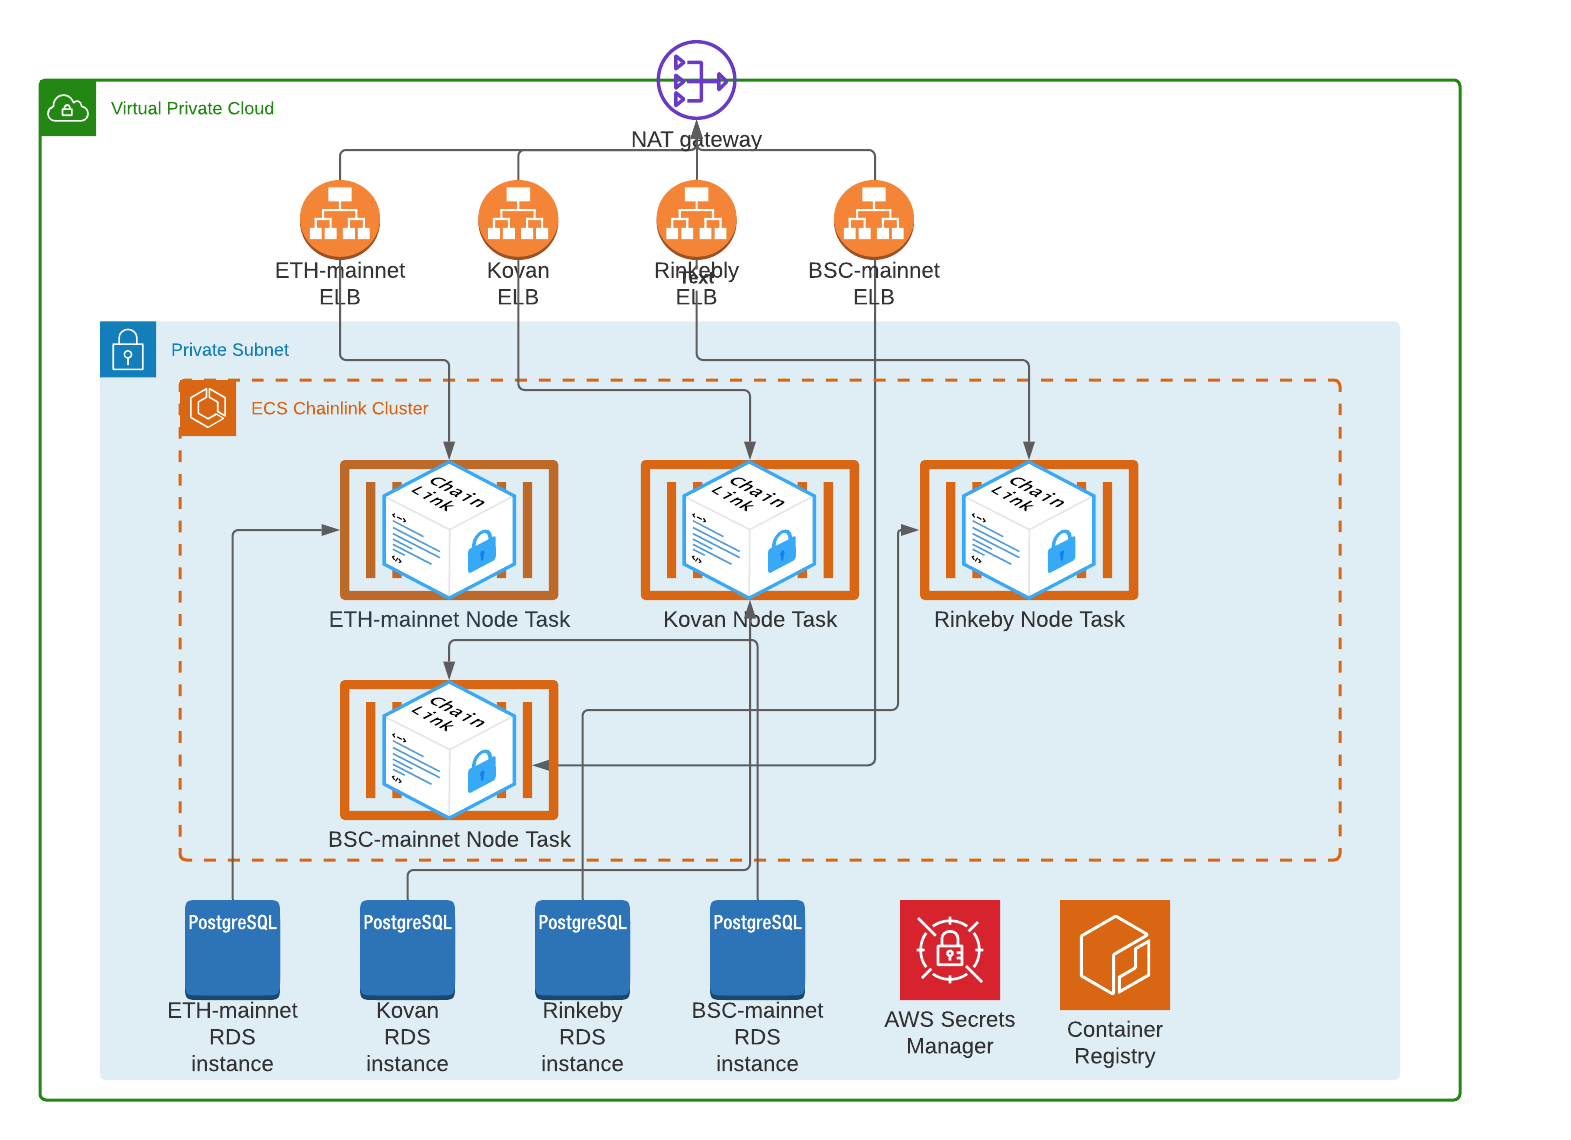 Virtual Private Cloud
NAT gateway
ETH-mainnet
ELB
Kovan
ELB
Rinkebly
Text
ELB
BSC-mainnet
ELB
Private Subnet
ECS Chainlink Cluster
Chain
Link
<-->
</>
ETH-mainnet Node Task
Chain
Link
<-->
</>
Kovan Node Task
Chain
Link
<-->
</>
Rinkeby Node Task
Chain
Link
<-->
</>
BSC-mainnet Node Task
PostgreSQL
ETH-mainnet
RDS
instance
PostgreSQL
Kovan
RDS
instance
PostgreSQL
Rinkeby
RDS
instance
PostgreSQL
BSC-mainnet
RDS
instance
AWS Secrets
Manager
Container
Registry